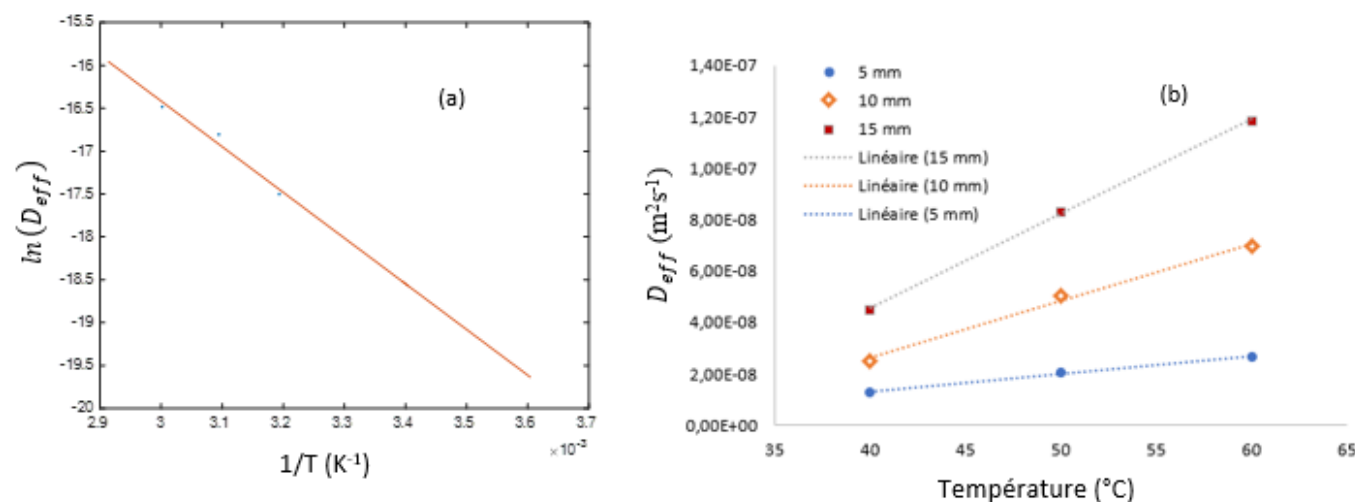 -15.5
-16
-16.5
-17
-17.5
-18
-18.5
-19
-19.5
-20
2.9 3 3.1 3.2 3.3 3.4 3.5 3.6 3.7
×10⁻³
1/T (K⁻¹)
ln(D_eff)
(a)
1,40E-07
1,20E-07
1,00E-07
8,00E-08
6,00E-08
4,00E-08
2,00E-08
0,00E+00
35 40 45 50 55 60 65
Température (°C)
D_eff (m²s⁻¹)
5 mm
10 mm
15 mm
Linéaire (15 mm)
Linéaire (10 mm)
Linéaire (5 mm)
(b)